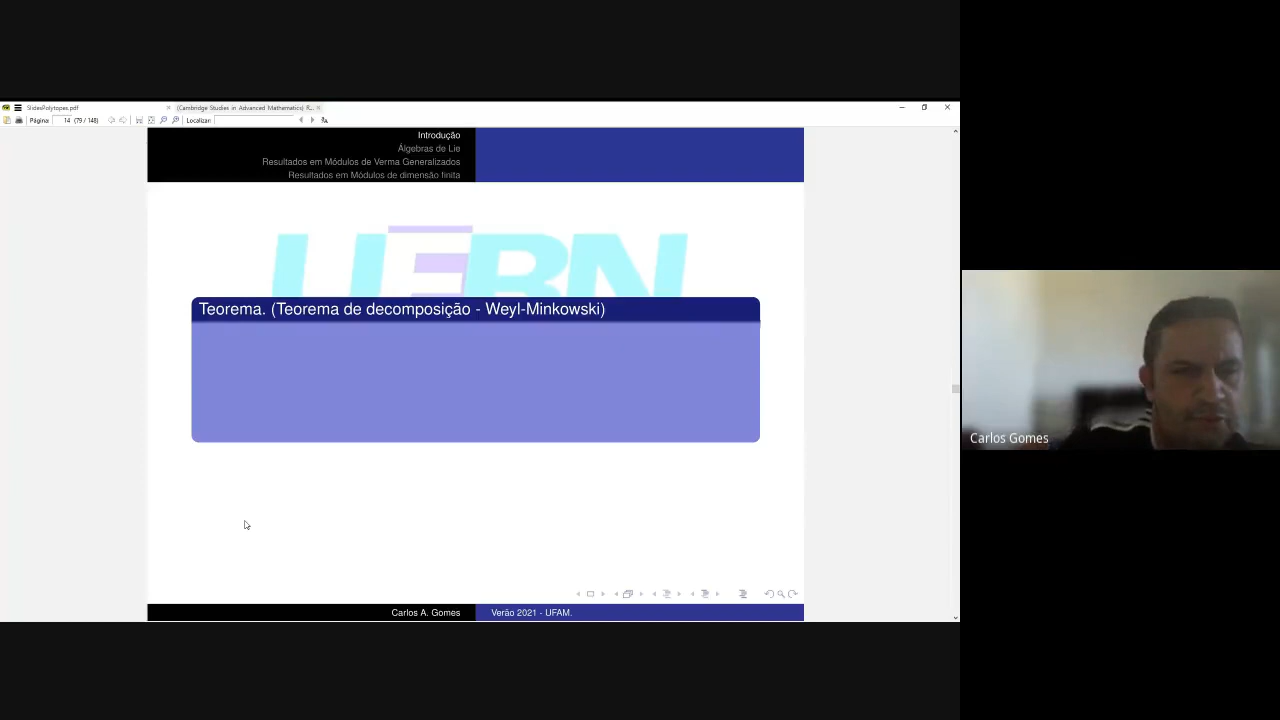 SlidesPolytopes.pdf
(Cambridge Studies in Advanced Mathematics)
Página: 14 (79 / 148) Localizar:
Introdução
Álgebras de Lie
Resultados em Módulos de Verma Generalizados
Resultados em Módulos de dimensão finita
UFRN
Teorema. (Teorema de decomposição - Weyl-Minkowski)
Carlos A. Gomes
Verão 2021 - UFAM.
Carlos Gomes